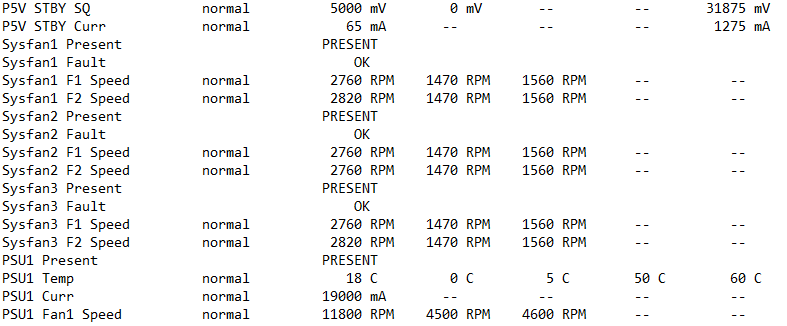 P5V STBY SQ normal 5000 mV 0 mV -- -- 31875 mV
P5V STBY Curr normal 65 mA -- -- -- 1275 mA
Sysfan1 Present PRESENT
Sysfan1 Fault OK
Sysfan1 F1 Speed normal 2760 RPM 1470 RPM 1560 RPM -- --
Sysfan1 F2 Speed normal 2820 RPM 1470 RPM 1560 RPM -- --
Sysfan2 Present PRESENT
Sysfan2 Fault OK
Sysfan2 F1 Speed normal 2760 RPM 1470 RPM 1560 RPM -- --
Sysfan2 F2 Speed normal 2760 RPM 1470 RPM 1560 RPM -- --
Sysfan3 Present PRESENT
Sysfan3 Fault OK
Sysfan3 F1 Speed normal 2760 RPM 1470 RPM 1560 RPM -- --
Sysfan3 F2 Speed normal 2820 RPM 1470 RPM 1560 RPM -- --
PSU1 Present PRESENT
PSU1 Temp normal 18 C 0 C 5 C 50 C 60 C
PSU1 Curr normal 19000 mA -- -- -- --
PSU1 Fan1 Speed normal 11800 RPM 4500 RPM 4600 RPM -- --